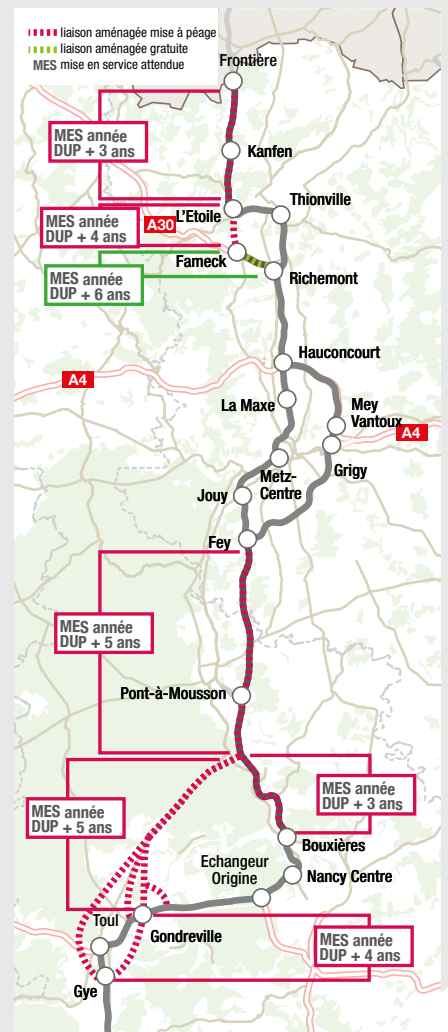 liaison aménagée mise à péage
liaison aménagée gratuite
MES mise en service attendue
Frontière
MES année
DUP + 3 ans
Kanfen
Thionville
L'Etoile
A30
MES année
DUP + 4 ans
Fameck
MES année
DUP + 6 ans
Richemont
Hauconcourt
A4
La Maxe
Mey
Vantoux
A4
Grigy
Metz-
Centre
Jouy
Fey
MES année
DUP + 5 ans
Pont-à-Mousson
MES année
DUP + 3 ans
MES année
DUP + 5 ans
Bouxières
Echangeur
Origine
Nancy Centre
Toul
Gondreville
MES année
DUP + 4 ans
Gye